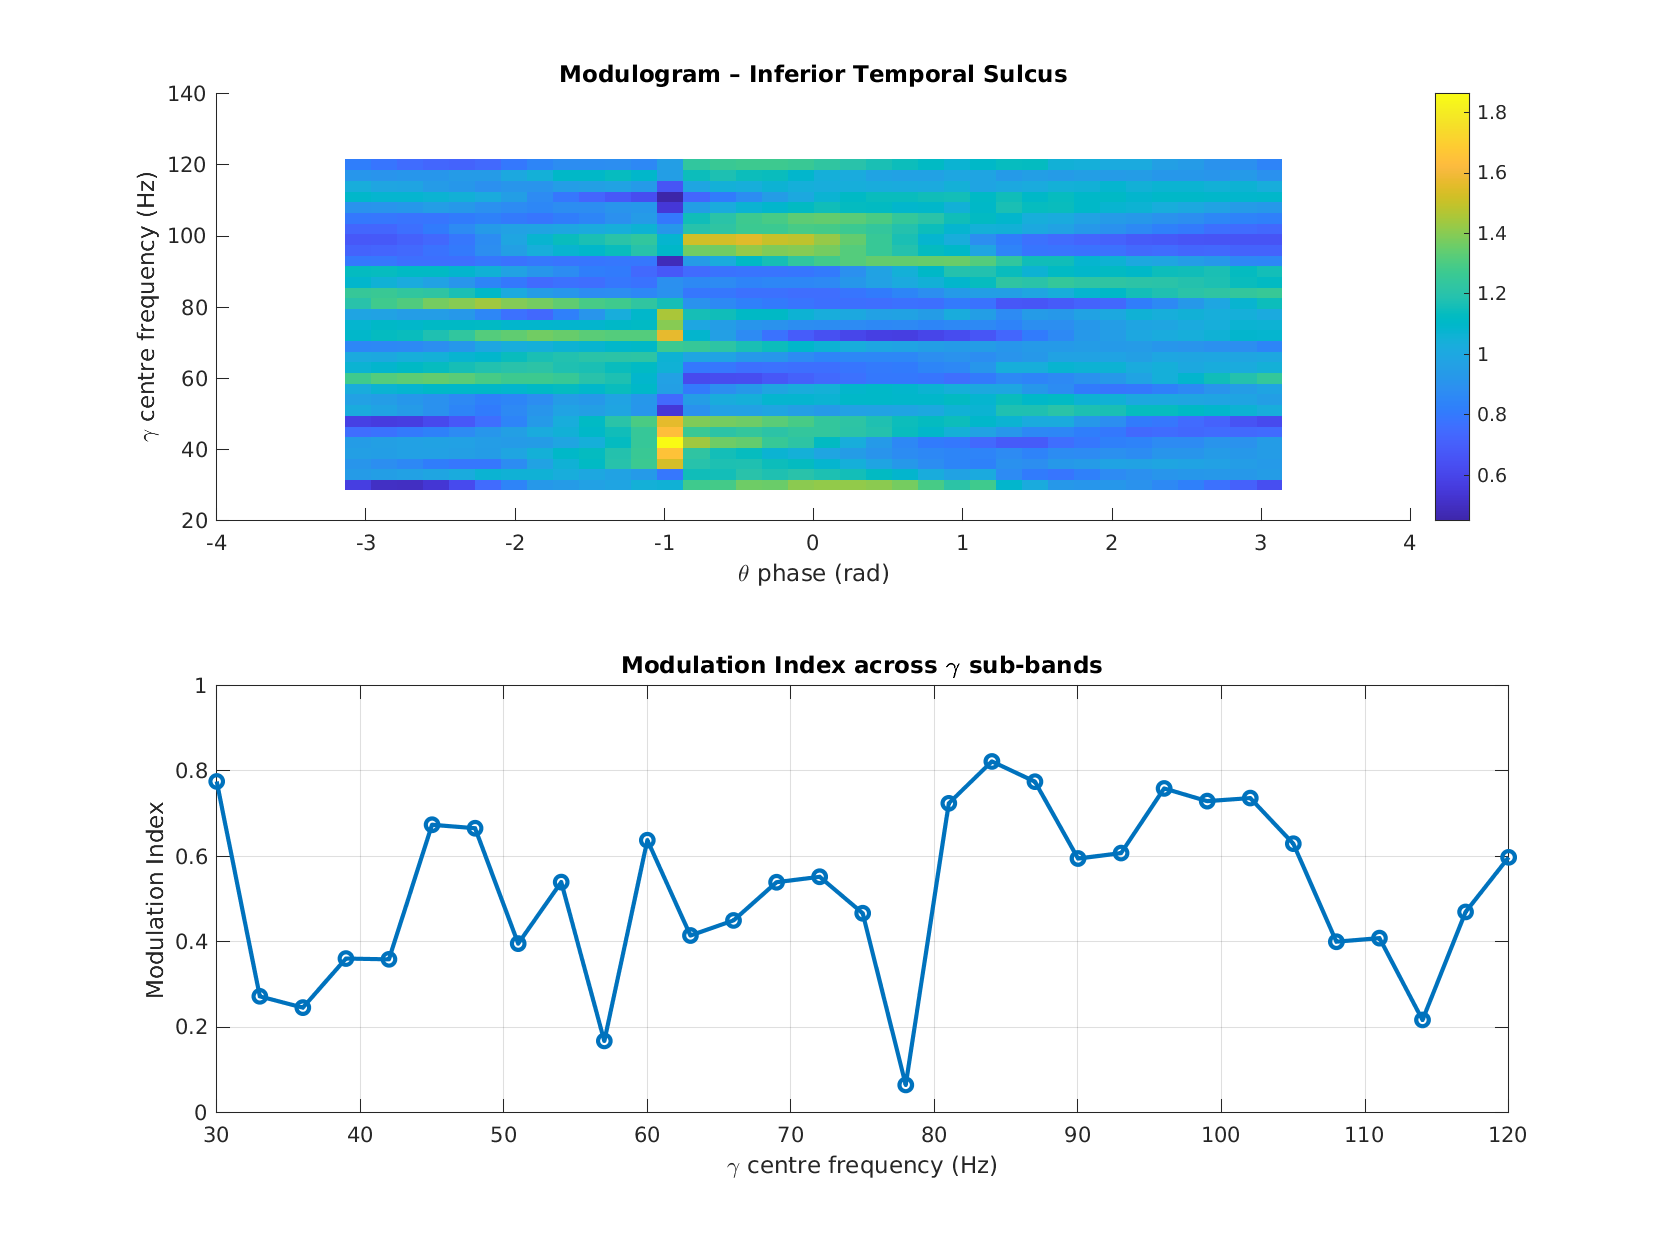 Modulogram – Inferior Temporal Sulcus
140
120
100
80
60
40
20
γ centre frequency (Hz)
-4 -3 -2 -1 0 1 2 3 4
θ phase (rad)
1.8
1.6
1.4
1.2
1
0.8
0.6
Modulation Index across γ sub-bands
1
0.8
0.6
0.4
0.2
0
Modulation Index
30 40 50 60 70 80 90 100 110 120
γ centre frequency (Hz)